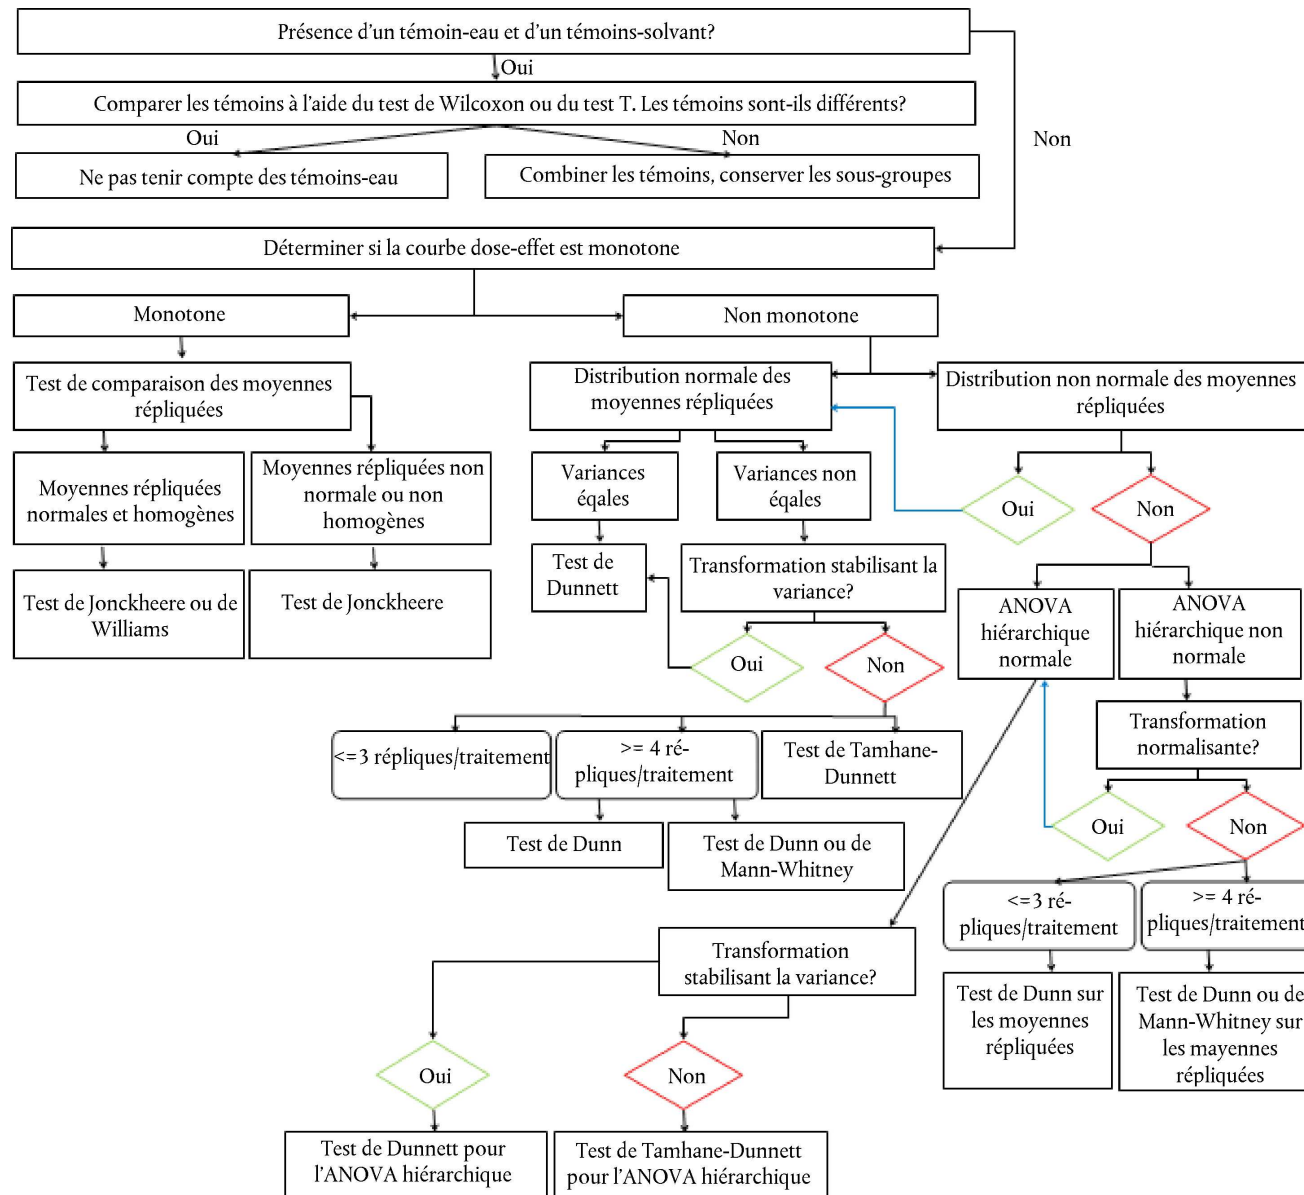 Présence d'un témoin-eau et d'un témoins-solvant?
Oui
Comparer les témoins à l'aide du test de Wilcoxon ou du test T. Les témoins sont-ils différents?
Oui
Non
Non
Ne pas tenir compte des témoins-eau
Combiner les témoins, conserver les sous-groupes
Déterminer si la courbe dose-effet est monotone
Monotone
Non monotone
Test de comparaison des moyennes
répliquées
Distribution normale des
moyennes répliquées
Distribution non normale des moyennes
répliquées
Moyennes répliquées
normales et homogènes
Moyennes répliquées non
normale ou non
homogènes
Variances
éqales
Variances non
éqales
Oui
Non
Test de Jonckheere ou de
Williams
Test de Jonckheere
Test de
Dunnett
Transformation stabilisant la
variance?
ANOVA
hiérarchique
normale
ANOVA
hiérarchique non
normale
Oui
Non
Transformation
normalisante?
<=3 répliques/traitement
>= 4 ré-
pliques/traitement
Test de Tamhane-
Dunnett
Oui
Non
Test de Dunn
Test de Dunn ou de
Mann-Whitney
<=3 ré-
pliques/traitement
>= 4 ré-
pliques/traitement
Transformation
stabilisant la variance?
Test de Dunn sur
les moyennes
répliquées
Test de Dunn ou de
Mann-Whitney sur
les mayennes
répliquées
Oui
Non
Test de Dunnett pour
l'ANOVA hiérarchique
Test de Tamhane-Dunnett
pour l'ANOVA hiérarchique